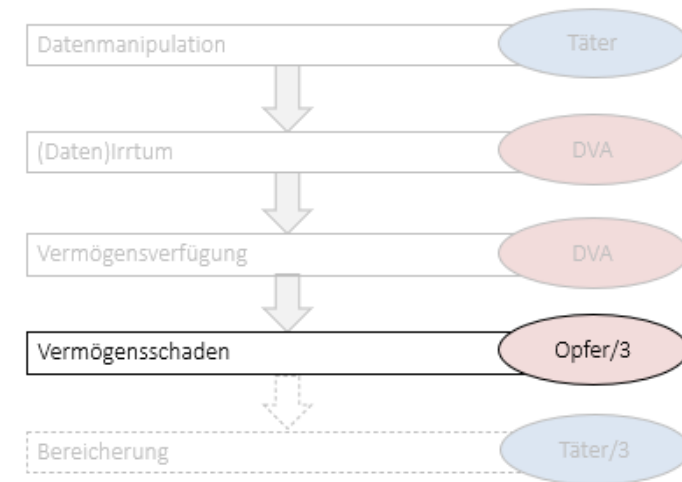 Datenmanipulation Täter
(Daten)Irrtum DVA
Vermögensverfügung DVA
Vermögensschaden Opfer/3
Bereicherung Täter/3